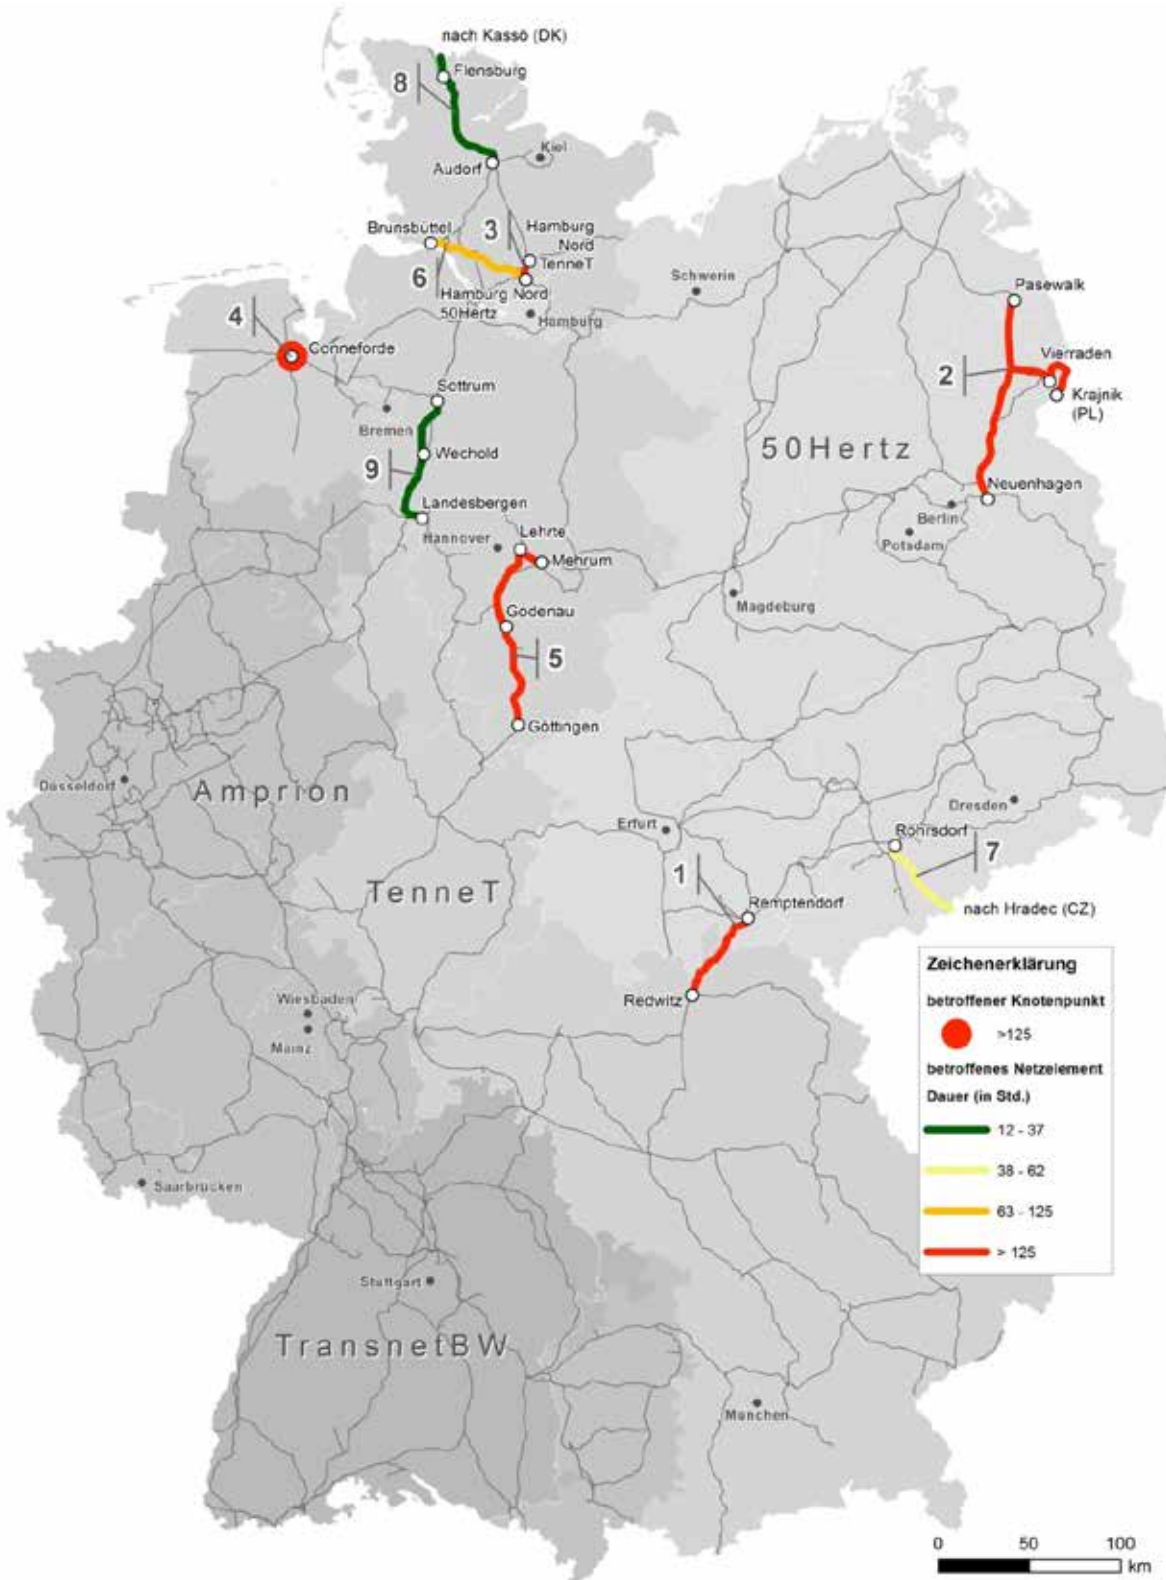 nach Kassö (DK)
Flensburg
8
Kiel
Audorf
Brunsbüttel
3
Hamburg
Nord
TenneT
6
Hamburg Nord
50Hertz
Hamburg
Schwerin
Pasewalk
4
Conneforde
Vierraden
2
Krajnik
(PL)
Sottrum
Bremen
50Hertz
Wechold
9
Neuenhagen
Landesbergen
Berlin
Lehrte
Hannover
Potsdam
Mehrum
Magdeburg
Godenau
5
Göttingen
Düsseldorf
Amprion
Dresden
Erfurt
Röhrsdorf
7
1
TenneT
Remptendorf
nach Hradec (CZ)
Redwitz
Wiesbaden
Mainz
Zeichenerklärung
betroffener Knotenpunkt
>125
betroffenes Netzelement
Dauer (in Std.)
12 - 37
38 - 62
63 - 125
> 125
Saarbrücken
Stuttgart
TransnetBW
München
0 50 100
km